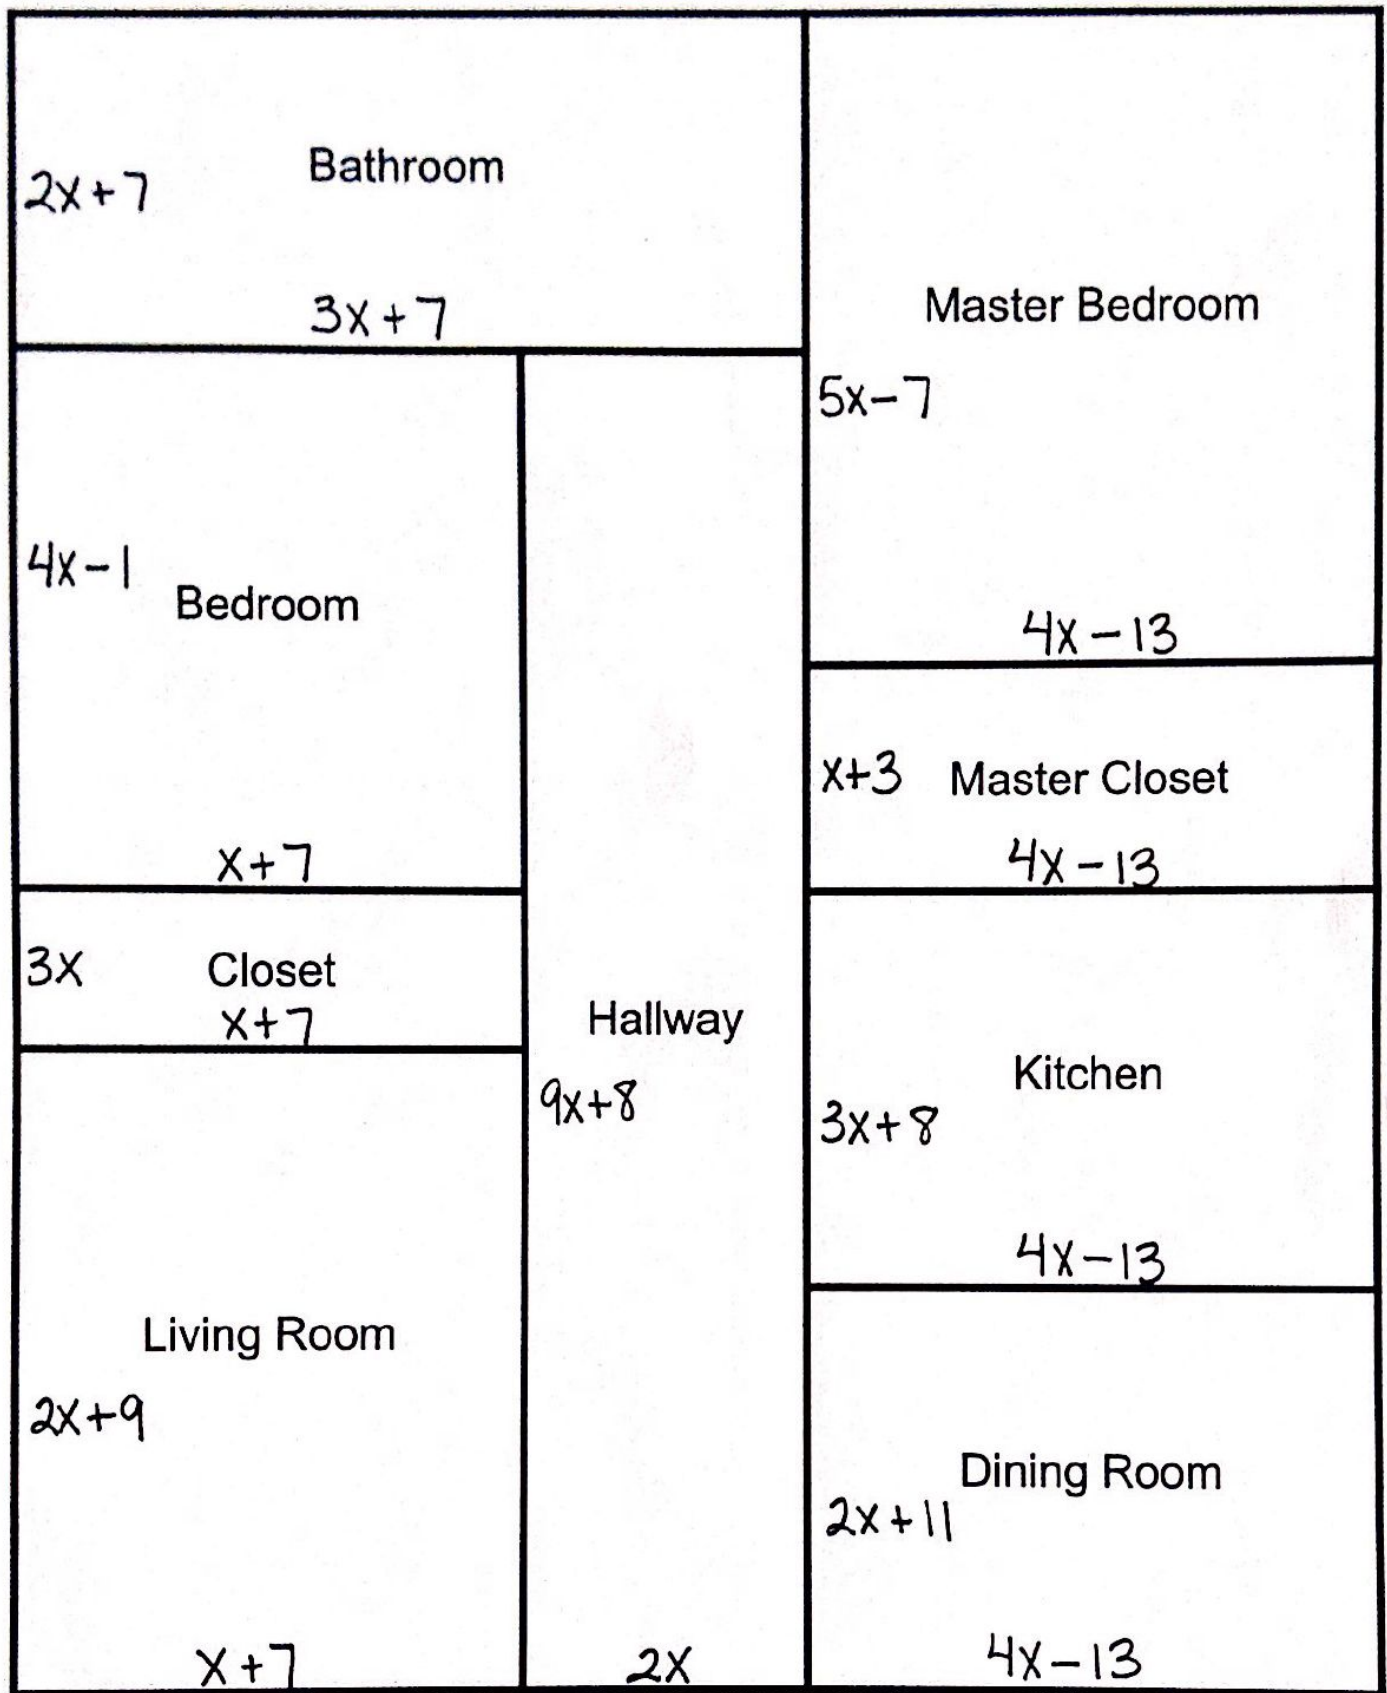 Bathroom
2x+7
3x+7
Master Bedroom
5x-7
4x-13
4x-1
Bedroom
x+7
x+3
Master Closet
4x-13
3x
Closet
x+7
Hallway
9x+8
Kitchen
3x+8
4x-13
Living Room
2x+9
x+7
2x
Dining Room
2x+11
4x-13